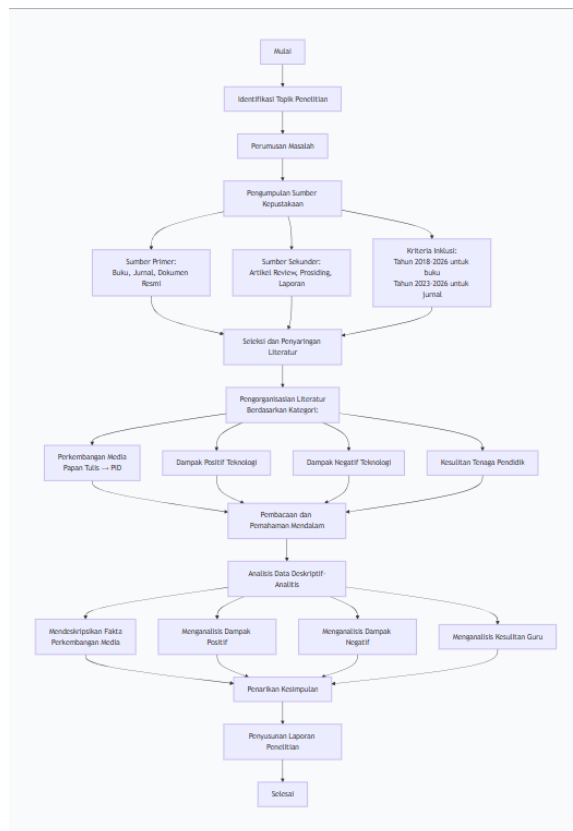 Mulai
Identifikasi Topik Penelitian
Perumusan Masalah
Pengumpulan Sumber
Kepustakaan
Sumber Primer:
Buku, Jurnal, Dokumen
Resmi
Sumber Sekunder:
Artikel Review, Prosiding,
Laporan
Kriteria Inklusi:
Tahun 2018-2026 untuk
buku
Tahun 2023-2026 untuk
jurnal
Seleksi dan Penyaringan
Literatur
Pengorganisasian Literatur
Berdasarkan Kategori:
Perkembangan Media
Papan Tulis → PID
Dampak Positif Teknologi
Dampak Negatif Teknologi
Kesulitan Tenaga Pendidik
Pembacaan dan
Pemahaman Mendalam
Analisis Data Deskriptif-
Analitis
Mendeskripsikan Fakta
Perkembangan Media
Menganalisis Dampak
Positif
Menganalisis Dampak
Negatif
Menganalisis Kesulitan Guru
Penarikan Kesimpulan
Penyusunan Laporan
Penelitian
Selesai